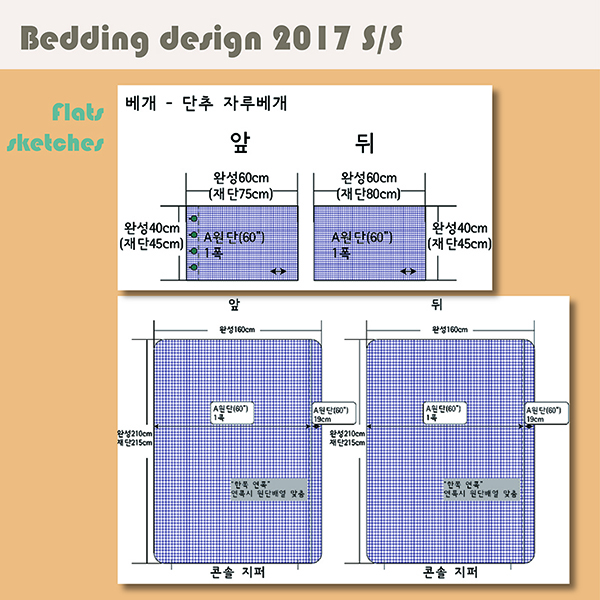 Bedding design 2017 S/S
Flats
sketches
베개 - 단추 자루베개
앞 뒤
완성60cm
(재단75cm)
완성60cm
(재단80cm)
완성40cm
(재단45cm)
A원단(60")
1폭
A원단(60")
1폭
완성40cm
(재단45cm)
앞 뒤
완성160cm 완성160cm
A원단(60")
1폭
A원단(60")
19cm
A원단(60")
1폭
A원단(60")
19cm
완성210cm
재단215cm
완성210cm
재단215cm
"한쪽 연폭"
연폭시 원단배열 맞춤
"한쪽 연폭"
연폭시 원단배열 맞춤
콘솔 지퍼 콘솔 지퍼